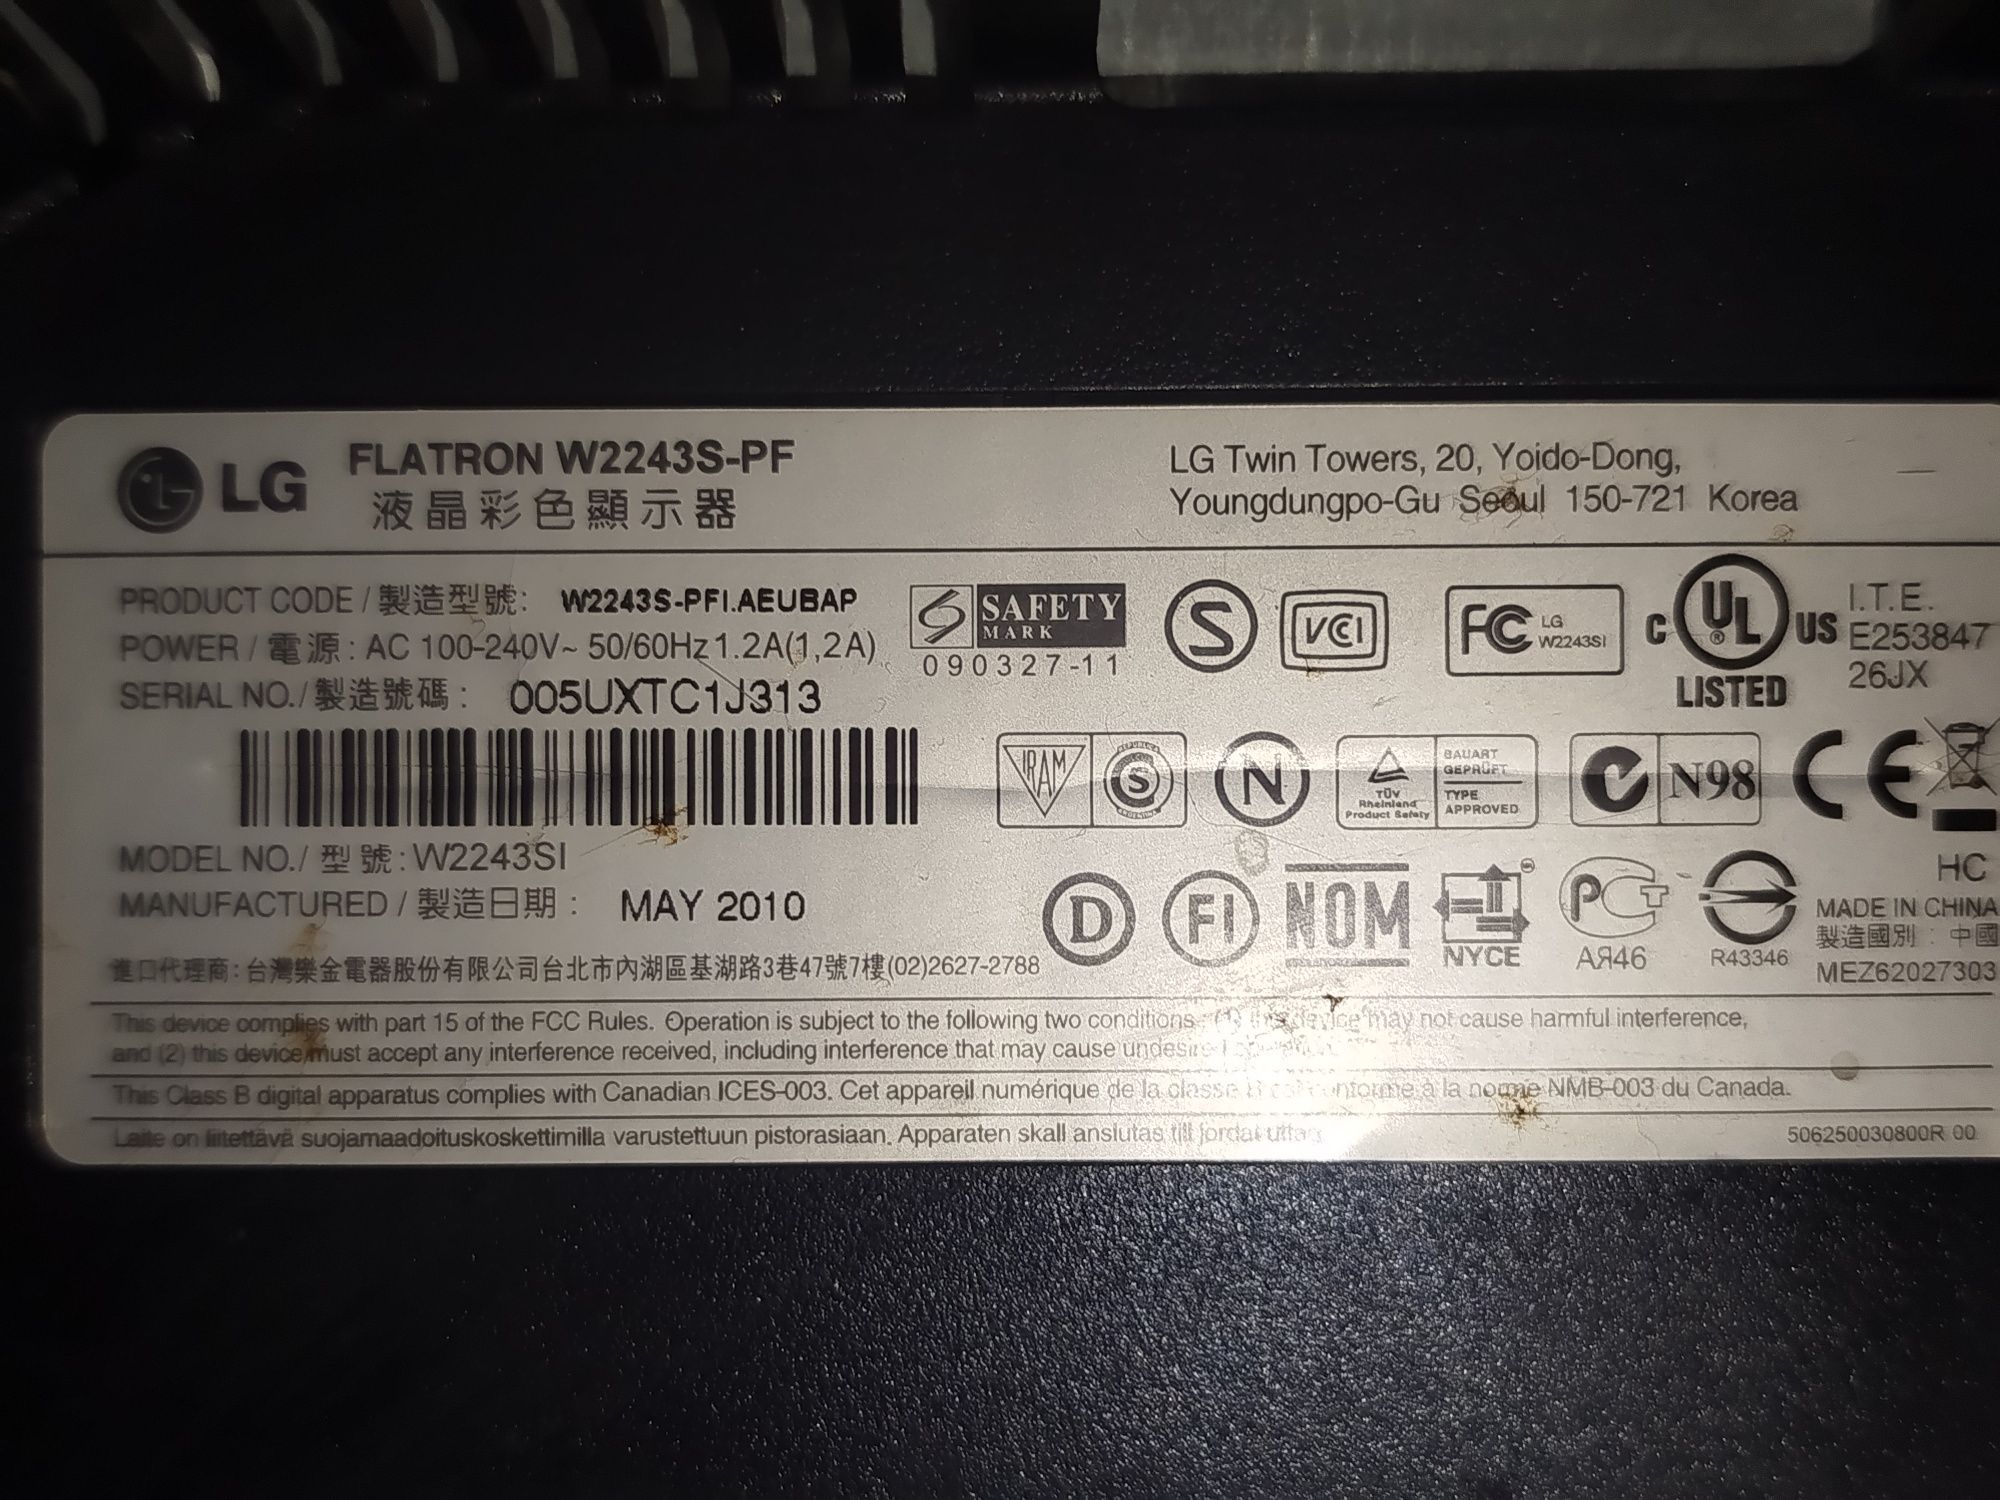 LG FLATRON W2243S-PF
液晶彩色顯示器
LG Twin Towers, 20, Yoido-Dong,
Youngdungpo-Gu Seoul 150-721 Korea
PRODUCT CODE / 製造型號: W2243S-PFI.AEUBAP
POWER / 電源: AC 100-240V~ 50/60Hz 1.2A(1,2A)
SERIAL NO./製造號碼: 005UXTC1J313
MODEL NO./ 型號: W2243SI
MANUFACTURED / 製造日期: MAY 2010
進口代理商:台灣樂金電器股份有限公司台北市內湖區基湖路3巷47號7樓(02)2627-2788
SAFETY
MARK
090327-11
S
VCI
FC LG
W2243SI
C UL US
®
LISTED
I.T.E.
E253847
26JX
IRAM
REPUBLICA
S
ARGENTINA
N
TÜV
Rheinland
Product Safety
BAUART
GEPRÜFT
TYPE
APPROVED
N98
CE
D
FI
NOM
NYCE
PCT
АЯ46
R43346
HC
MADE IN CHINA
製造國別: 中國
MEZ62027303
This device complies with part 15 of the FCC Rules. Operation is subject to the following two conditions (1) this device may not cause harmful interference,
and (2) this device must accept any interference received, including interference that may cause
This Class B digital apparatus complies with Canadian ICES-003. Cet appareil numérique de la classe B est conforme à la norme NMB-003 du Canada.
Laite on liitettävä suojamaadoituskoskettimilla varustettuun pistorasiaan. Apparaten skall anslutas till jordat uttag
506250030800R 00